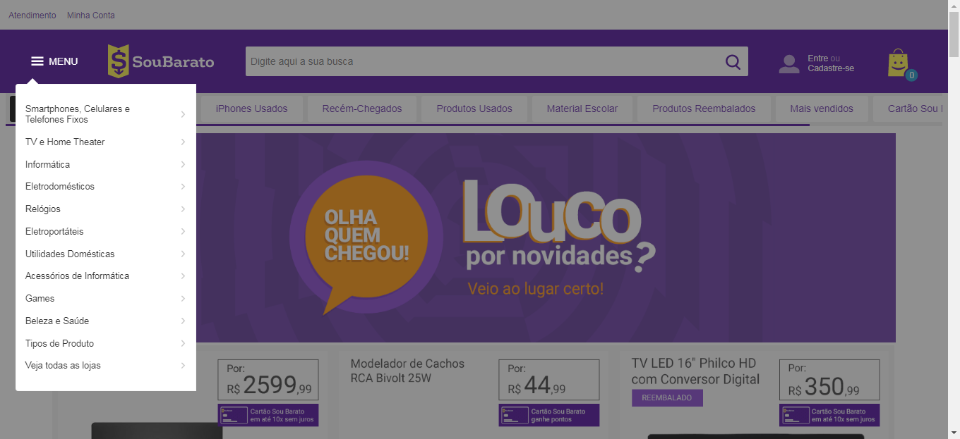 Atendimento Minha Conta
MENU
SouBarato
Digite aqui a sua busca
Entre ou
Cadastre-se
0
iPhones Usados
Recém-Chegados
Produtos Usados
Material Escolar
Produtos Reembalados
Mais vendidos
Cartão Sou
Smartphones, Celulares e
Telefones Fixos
TV e Home Theater
Informática
Eletrodomésticos
Relógios
Eletroportáteis
Utilidades Domésticas
Acessórios de Informática
Games
Beleza e Saúde
Tipos de Produto
Veja todas as lojas
OLHA
QUEM
CHEGOU!
LOUCO
por novidades?
Veio ao lugar certo!
Por:
R$ 2599,99
Cartão Sou Barato
em até 10x sem juros
Modelador de Cachos
RCA Bivolt 25W
Por:
R$ 44,99
Cartão Sou Barato
ganhe pontos
TV LED 16" Philco HD
com Conversor Digital
REEMBALADO
Por:
R$ 350,99
Cartão Sou Barato
em até 10x sem juros